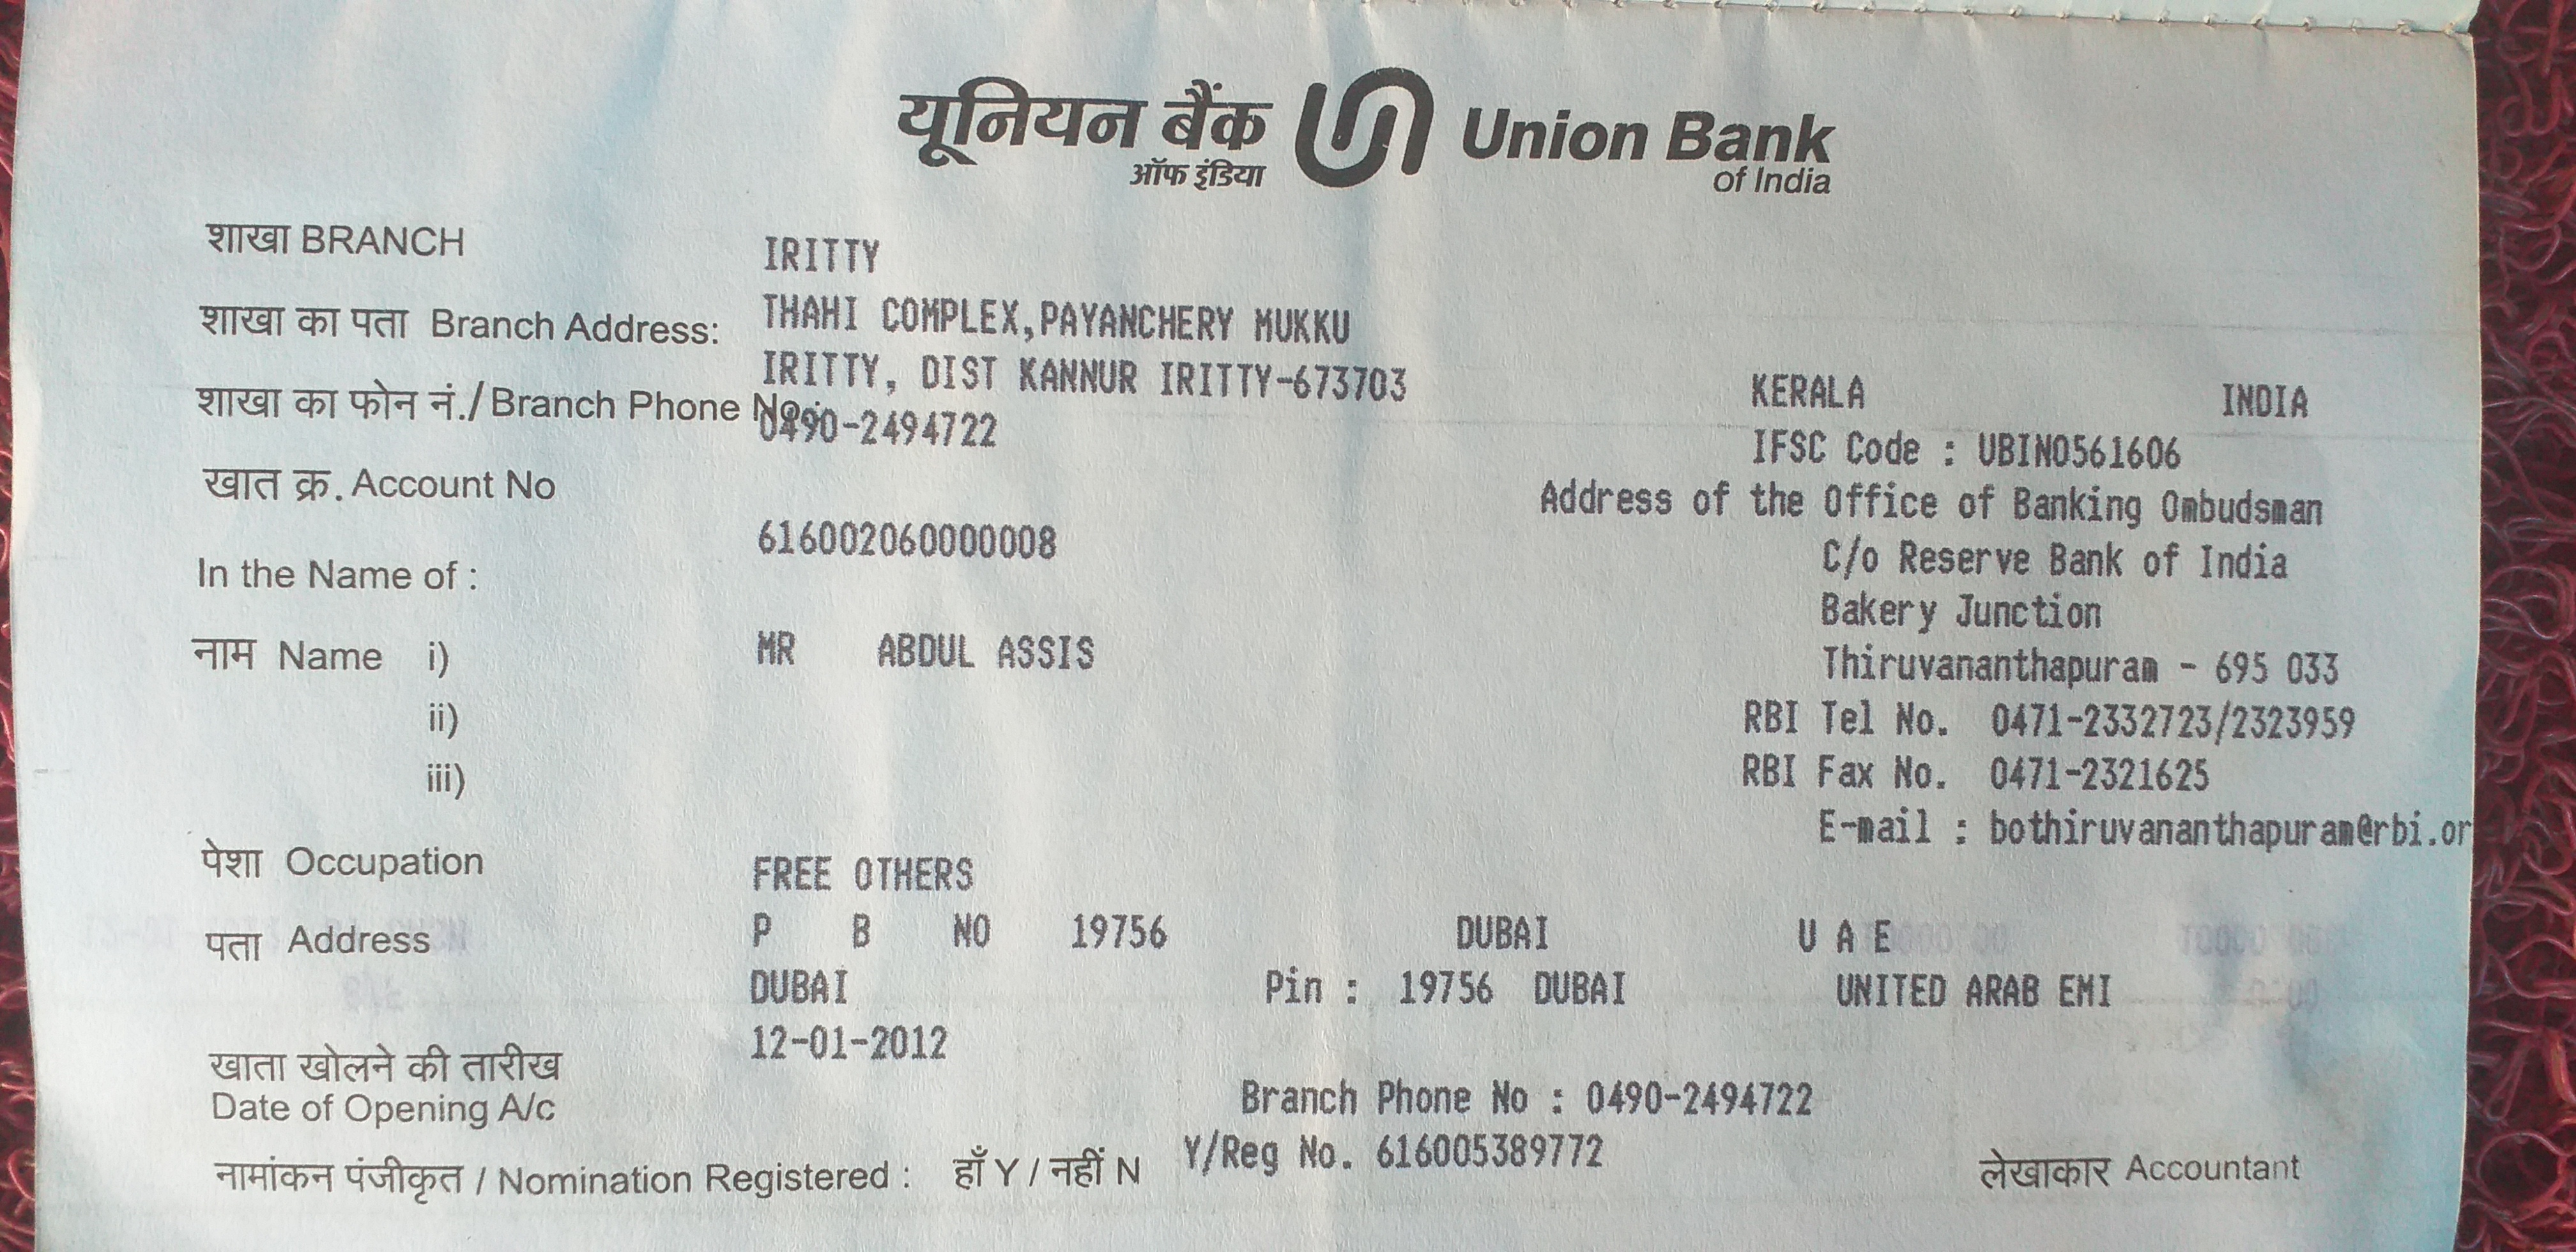 यूनियन बैंक Union Bank
ऑफ इंडिया of India
शाखा BRANCH IRITTY
शाखा का पता Branch Address: THAHI COMPLEX,PAYANCHERY MUKKU
IRITTY, DIST KANNUR IRITTY-673703 KERALA INDIA
शाखा का फोन नं./ Branch Phone No. 0490-2494722
IFSC Code : UBIN0561606
खात क्र. Account No 616002060000008
Address of the Office of Banking Ombudsman
In the Name of : C/o Reserve Bank of India
Bakery Junction
नाम Name i) MR ABDUL ASSIS Thiruvananthapuram - 695 033
ii) RBI Tel No. 0471-2332723/2323959
iii) RBI Fax No. 0471-2321625
E-mail : bothiruvananthapuram@rbi.or
पेशा Occupation FREE OTHERS
पता Address P B NO 19756 DUBAI U A E
DUBAI Pin : 19756 DUBAI UNITED ARAB EMI
खाता खोलने की तारीख 12-01-2012
Date of Opening A/c Branch Phone No : 0490-2494722
नामांकन पंजीकृत / Nomination Registered : हाँ Y / नहीं N Y/Reg No. 616005389772 लेखाकार Accountant